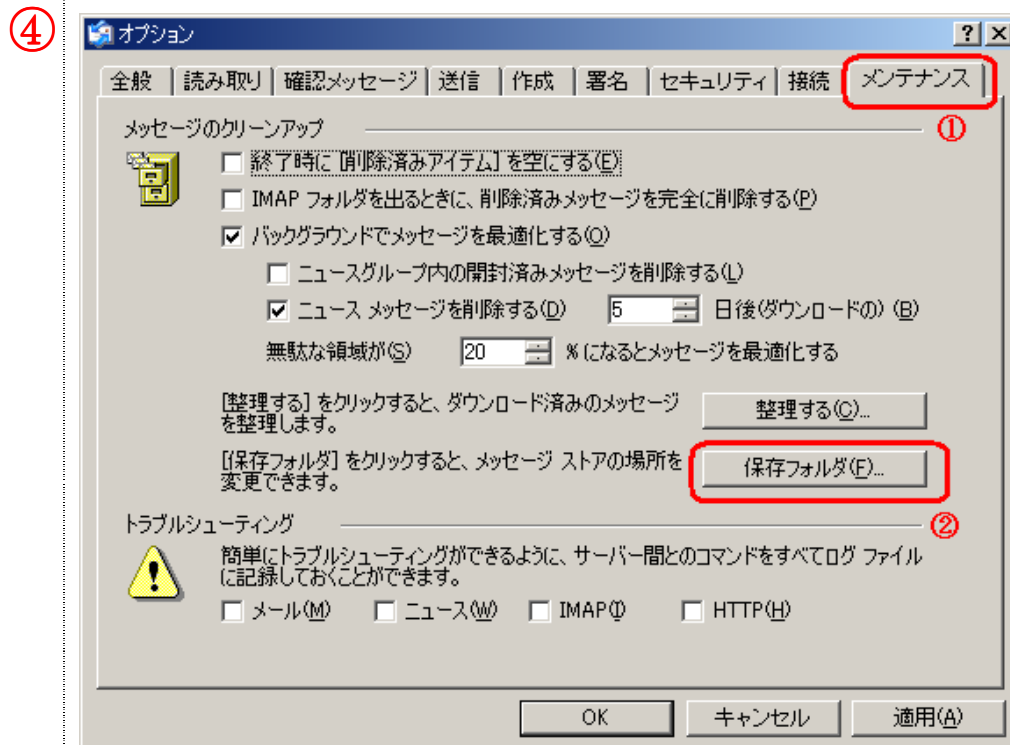 ④
オプション
全般 読み取り 確認メッセージ 送信 作成 署名 セキュリティ 接続 メンテナンス
メッセージのクリーンアップ ①
終了時に [削除済みアイテム] を空にする(E)
IMAP フォルダを出るときに、削除済みメッセージを完全に削除する(P)
バックグラウンドでメッセージを最適化する(O)
ニュースグループ内の開封済みメッセージを削除する(L)
ニュース メッセージを削除する(D) 5 日後(ダウンロードの) (B)
無駄な領域が(S) 20 % になるとメッセージを最適化する
[整理する] をクリックすると、ダウンロード済みのメッセージ
を整理します。
整理する(C)...
[保存フォルダ] をクリックすると、メッセージ ストアの場所を
変更できます。
保存フォルダ(F)...
トラブルシューティング ②
簡単にトラブルシューティングができるように、サーバー間とのコマンドをすべてログ ファイル
に記録しておくことができます。
メール(M) ニュース(W) IMAP(I) HTTP(H)
OK キャンセル 適用(A)